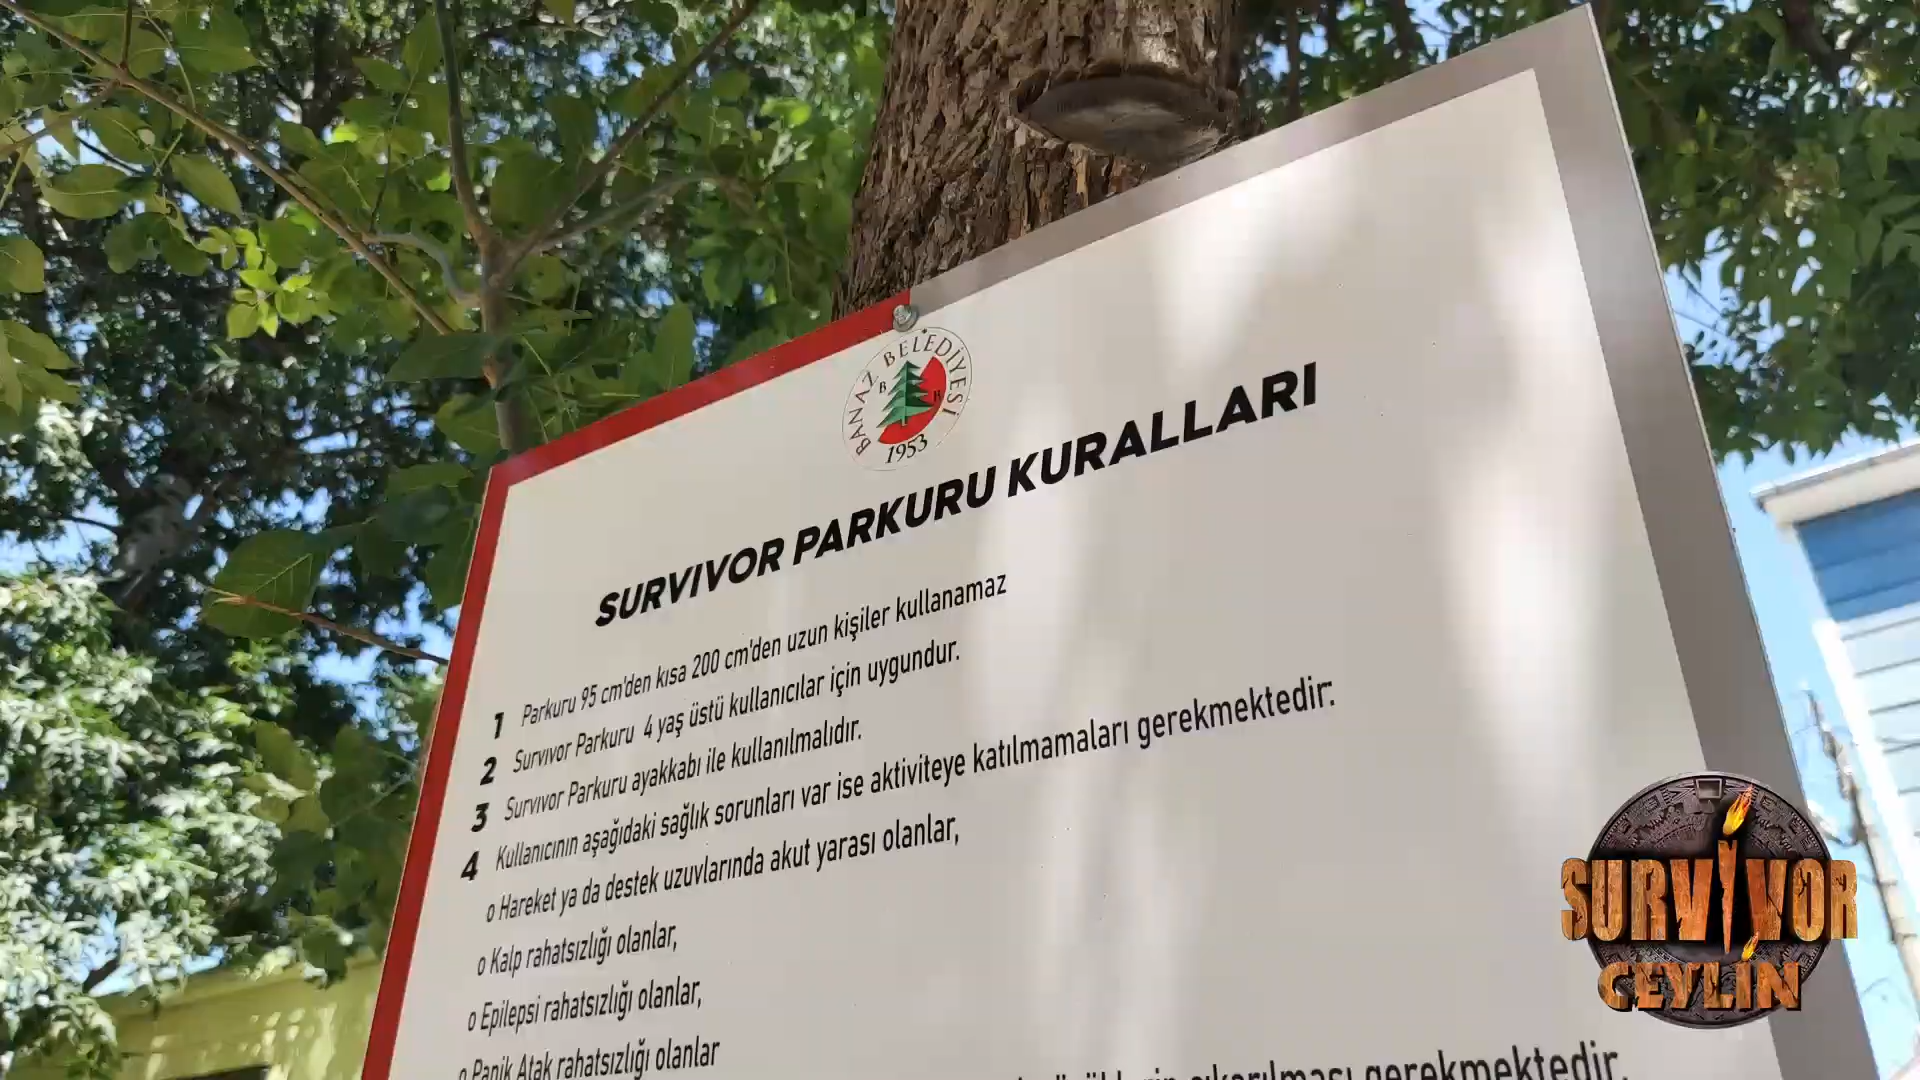 BANAZ BELEDİYESİ
B B
1953
SURVIVOR PARKURU KURALLARI
1 Parkuru 95 cm'den kısa 200 cm'den uzun kişiler kullanamaz
2 Survıvor Parkuru 4 yaş üstü kullanıcılar için uygundur.
3 Survıvor Parkuru ayakkabı ile kullanılmalıdır.
4 Kullanıcının aşağıdaki sağlık sorunları var ise aktiviteye katılmamaları gerekmektedir:
o Hareket ya da destek uzuvlarında akut yarası olanlar,
o Kalp rahatsızlığı olanlar,
o Epilepsi rahatsızlığı olanlar,
o Panik Atak rahatsızlığı olanlar
çıkarılması gerekmektedir.
SURVIVOR
CEYLİN